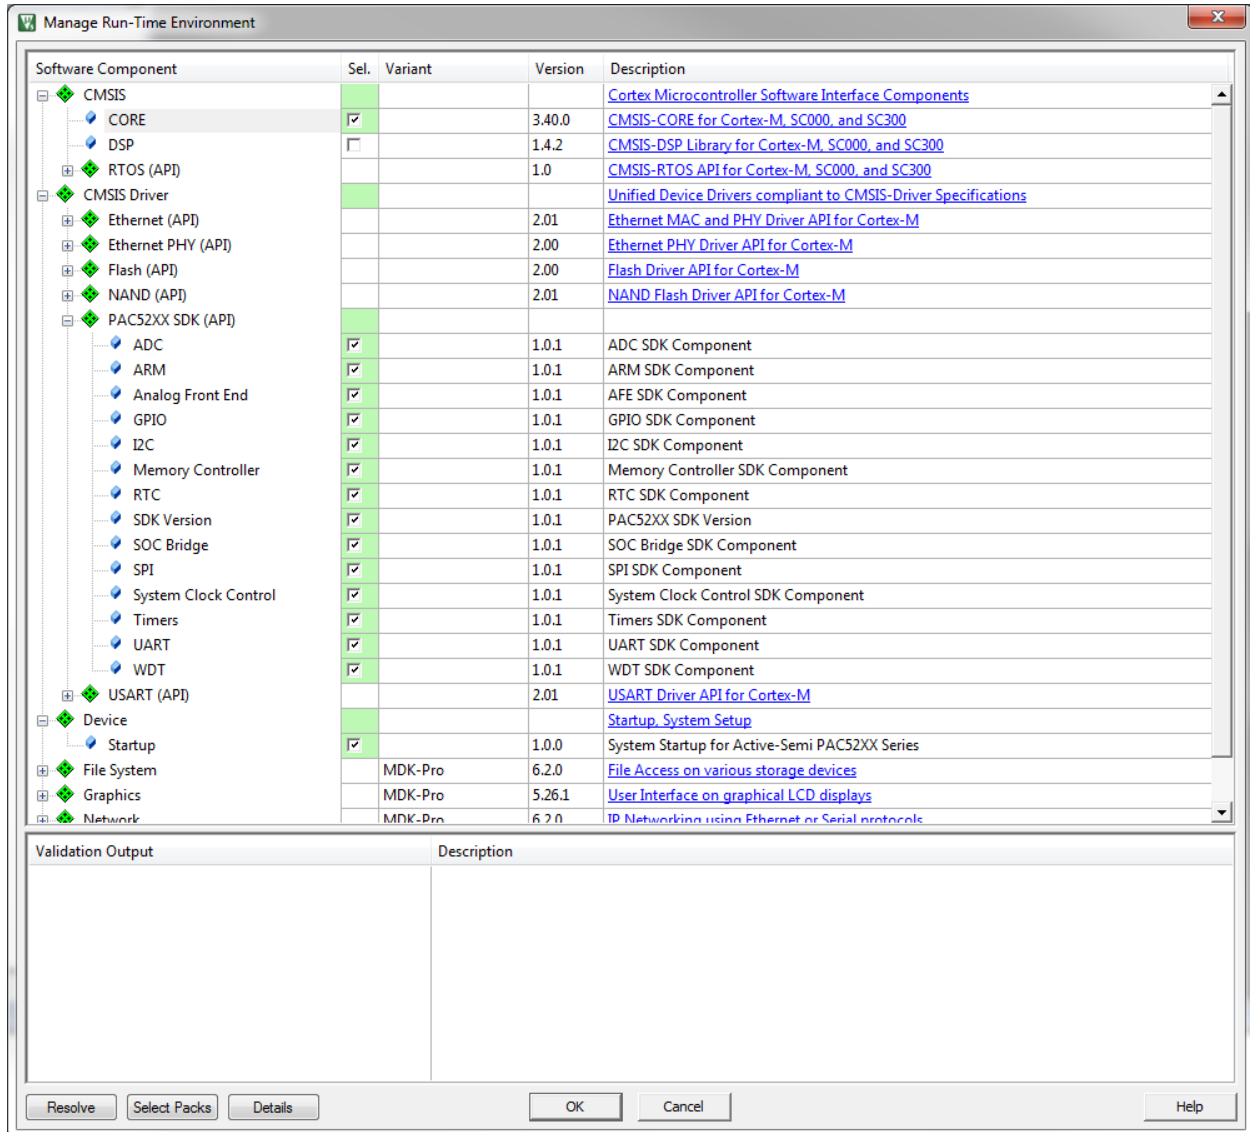 Manage Run-Time Environment
Software Component Sel. Variant Version Description
CMSIS Cortex Microcontroller Software Interface Components
CORE 3.40.0 CMSIS-CORE for Cortex-M, SC000, and SC300
DSP 1.4.2 CMSIS-DSP Library for Cortex-M, SC000, and SC300
RTOS (API) 1.0 CMSIS-RTOS API for Cortex-M, SC000, and SC300
CMSIS Driver Unified Device Drivers compliant to CMSIS-Driver Specifications
Ethernet (API) 2.01 Ethernet MAC and PHY Driver API for Cortex-M
Ethernet PHY (API) 2.00 Ethernet PHY Driver API for Cortex-M
Flash (API) 2.00 Flash Driver API for Cortex-M
NAND (API) 2.01 NAND Flash Driver API for Cortex-M
PAC52XX SDK (API)
ADC 1.0.1 ADC SDK Component
ARM 1.0.1 ARM SDK Component
Analog Front End 1.0.1 AFE SDK Component
GPIO 1.0.1 GPIO SDK Component
I2C 1.0.1 I2C SDK Component
Memory Controller 1.0.1 Memory Controller SDK Component
RTC 1.0.1 RTC SDK Component
SDK Version 1.0.1 PAC52XX SDK Version
SOC Bridge 1.0.1 SOC Bridge SDK Component
SPI 1.0.1 SPI SDK Component
System Clock Control 1.0.1 System Clock Control SDK Component
Timers 1.0.1 Timers SDK Component
UART 1.0.1 UART SDK Component
WDT 1.0.1 WDT SDK Component
USART (API) 2.01 USART Driver API for Cortex-M
Device Startup, System Setup
Startup 1.0.0 System Startup for Active-Semi PAC52XX Series
File System MDK-Pro 6.2.0 File Access on various storage devices
Graphics MDK-Pro 5.26.1 User Interface on graphical LCD displays
Network MDK-Pro 6.2.0 IP Networking using Ethernet or Serial protocols
Validation Output Description
Resolve Select Packs Details OK Cancel Help